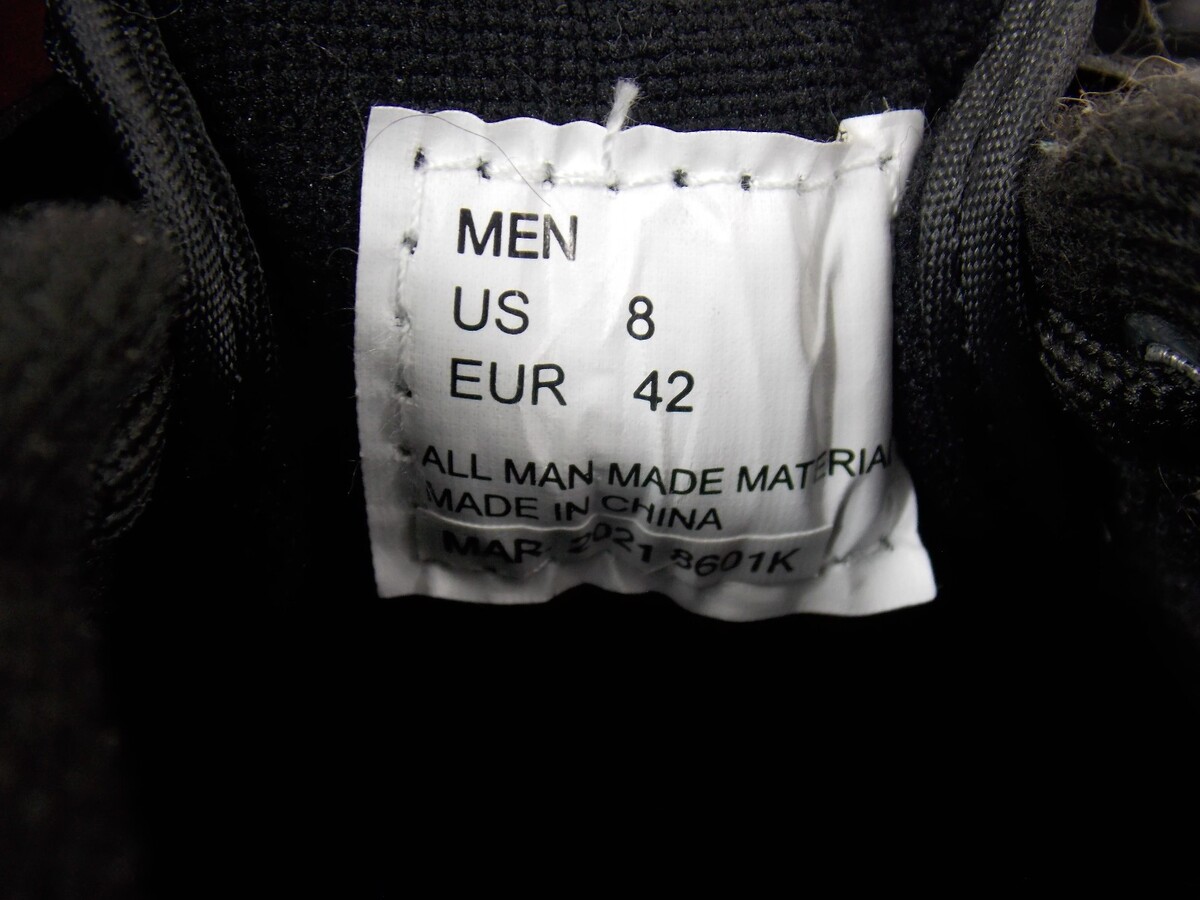 MEN
US 8
EUR 42
ALL MAN MADE MATERIAL
MADE IN CHINA
MAR 2021 8601K